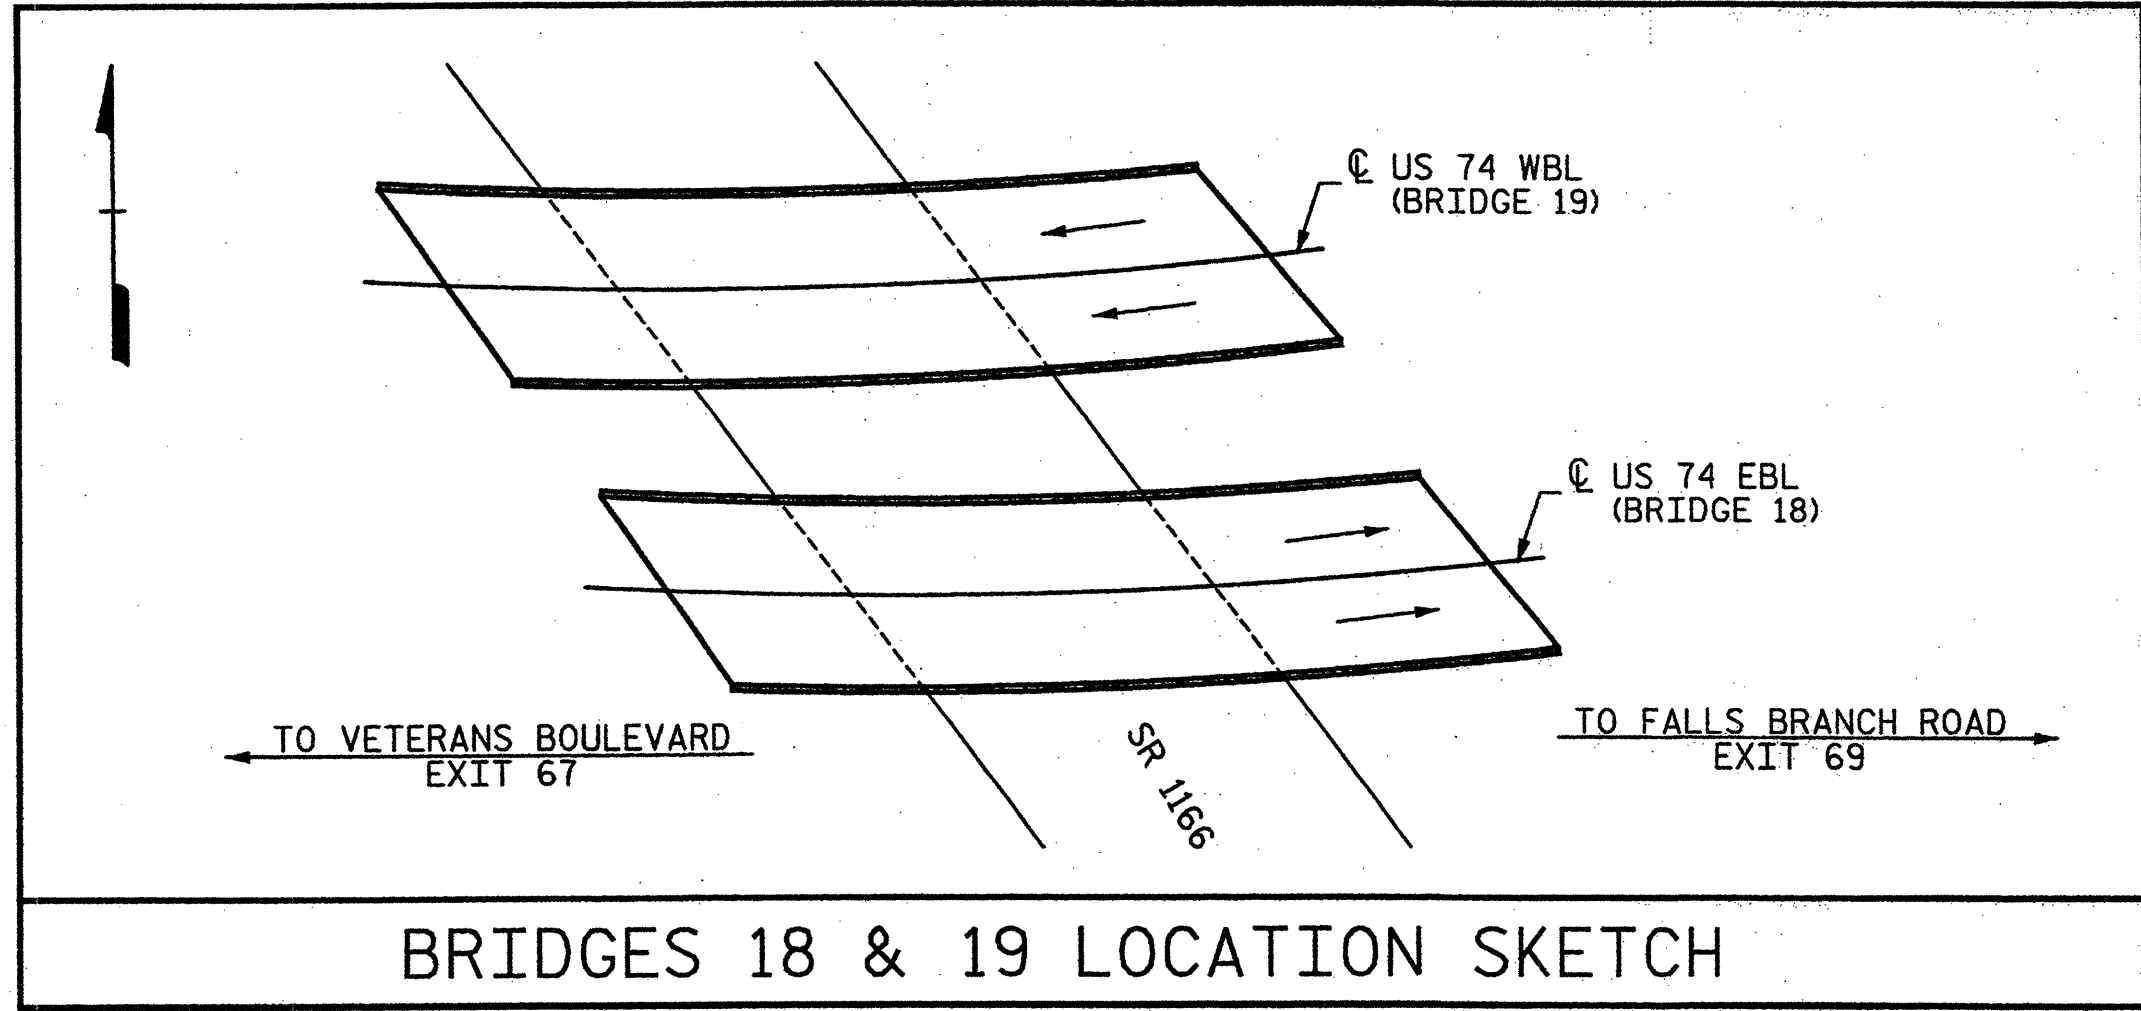 ℄ US 74 WBL
(BRIDGE 19)
℄ US 74 EBL
(BRIDGE 18)
TO VETERANS BOULEVARD
EXIT 67
SR 1166
TO FALLS BRANCH ROAD
EXIT 69
BRIDGES 18 & 19 LOCATION SKETCH